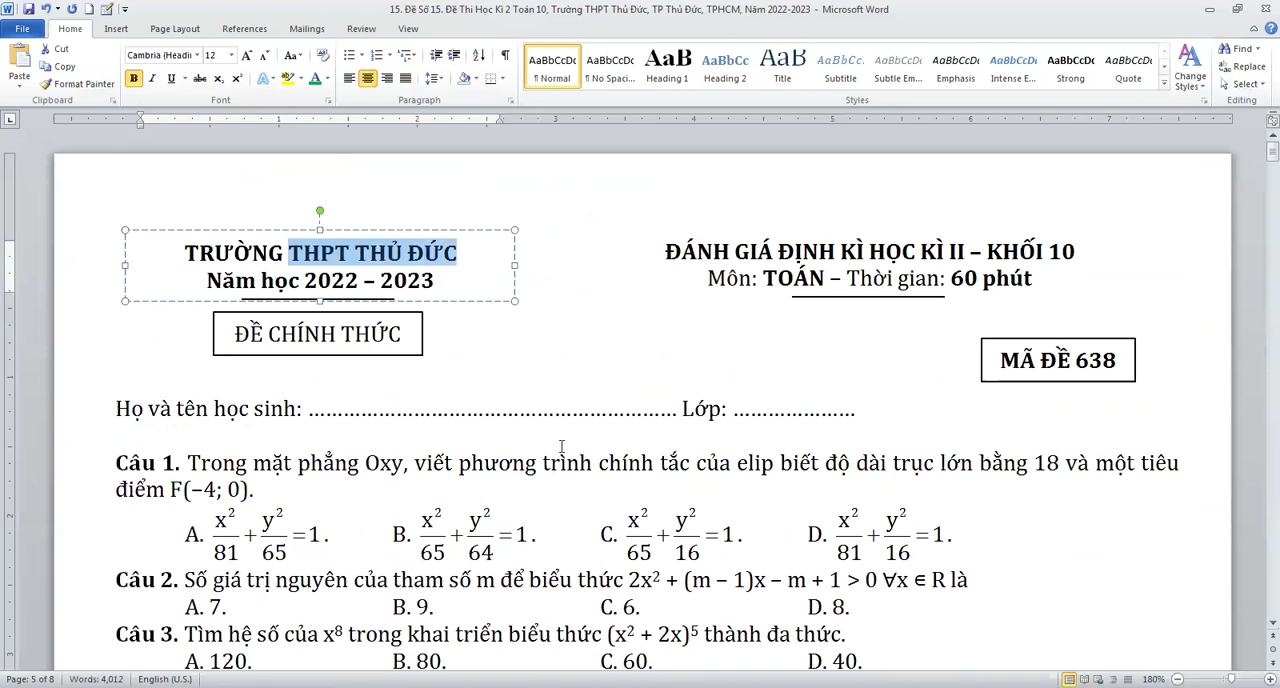 15. Đề Số 15. Đề Thi Học Kì 2 Toán 10, Trường THPT Thủ Đức, TP Thủ Đức, TPHCM, Năm 2022-2023 - Microsoft Word
File Home Insert Page Layout References Mailings Review View
Paste
Cut
Copy
Format Painter
Clipboard
Cambria (Headi 12
Font
Paragraph
AaBbCcDc AaBbCcDc AaB AaBbCc AaB AaBbCc. AaBbCcDc AaBbCcDc AaBbCcDc AaBbCcDc AaBbCcDc
¶ Normal ¶ No Spaci... Heading 1 Heading 2 Title Subtitle Subtle Em... Emphasis Intense E... Strong Quote
Change Styles
Styles
Find
Replace
Select
Editing
TRƯỜNG THPT THỦ ĐỨC
Năm học 2022 – 2023
ĐỀ CHÍNH THỨC
ĐÁNH GIÁ ĐỊNH KÌ HỌC KÌ II – KHỐI 10
Môn: TOÁN – Thời gian: 60 phút
MÃ ĐỀ 638
Họ và tên học sinh: ........................................................ Lớp: .....................
Câu 1. Trong mặt phẳng Oxy, viết phương trình chính tắc của elip biết độ dài trục lớn bằng 18 và một tiêu
điểm F(−4; 0).
A. x²/81 + y²/65 = 1. B. x²/65 + y²/64 = 1. C. x²/65 + y²/16 = 1. D. x²/81 + y²/16 = 1.
Câu 2. Số giá trị nguyên của tham số m để biểu thức 2x² + (m – 1)x – m + 1 > 0 ∀x ∈ R là
A. 7. B. 9. C. 6. D. 8.
Câu 3. Tìm hệ số của x⁸ trong khai triển biểu thức (x² + 2x)⁵ thành đa thức.
A. 120. B. 80. C. 60. D. 40.
Page: 5 of 8 Words: 4,012 English (U.S.) 180%